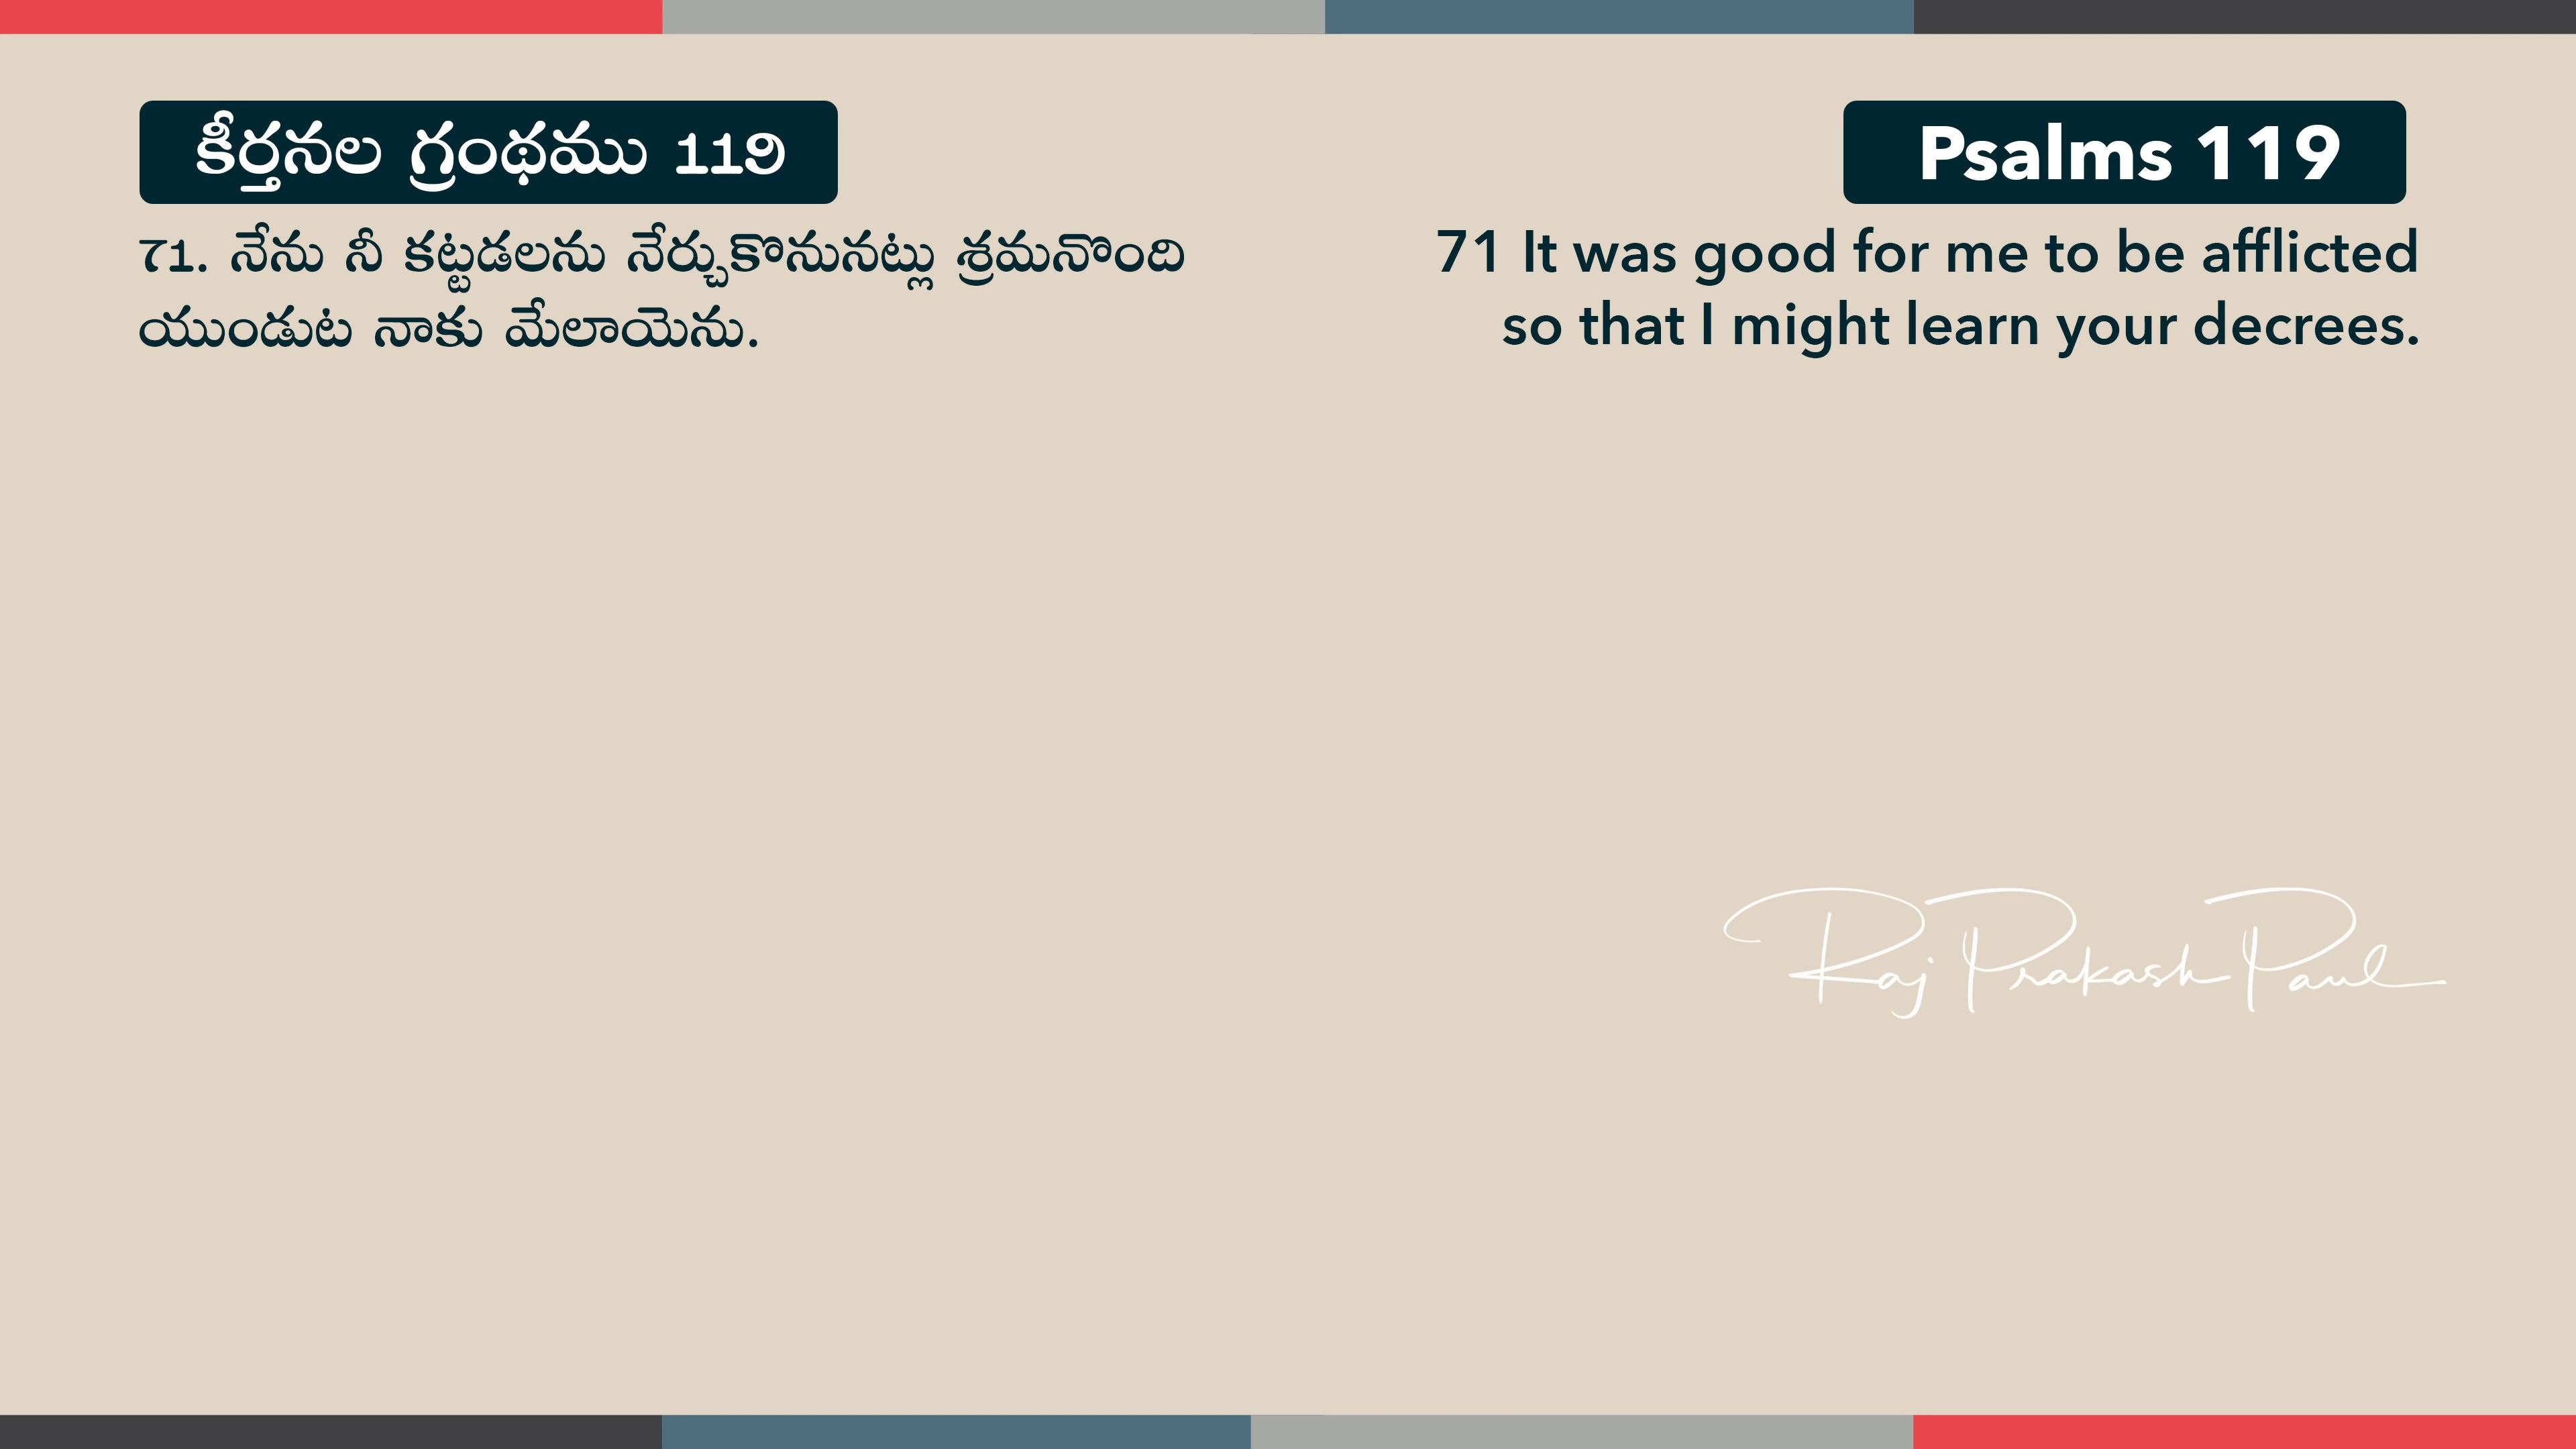 కీర్తనల గ్రంథము 119
71. నేను నీ కట్టడలను నేర్చుకొనునట్లు శ్రమనొంది
యుండుట నాకు మేలాయెను.
Psalms 119
71 It was good for me to be afflicted
so that I might learn your decrees.
Raj Prakash Paul